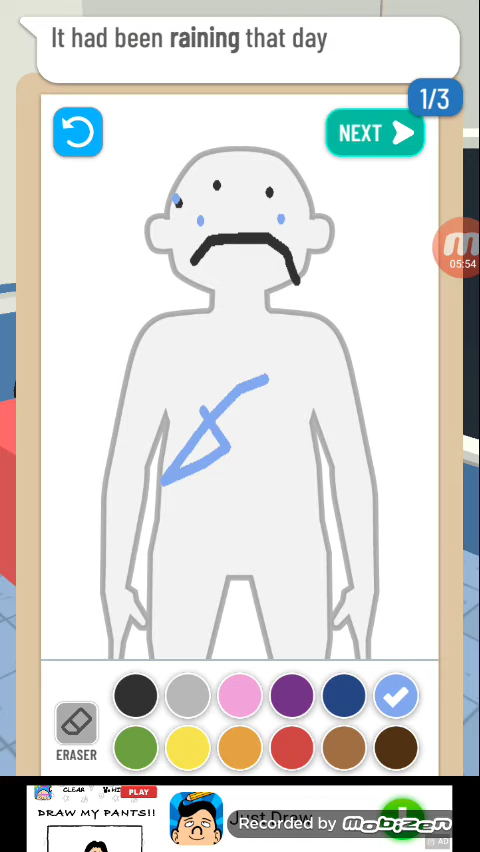 It had been raining that day
1/3
NEXT
05:54
ERASER
CLEAR
PLAY
DRAW MY PANTS!!
Just Draw
Recorded by mobizen
AD